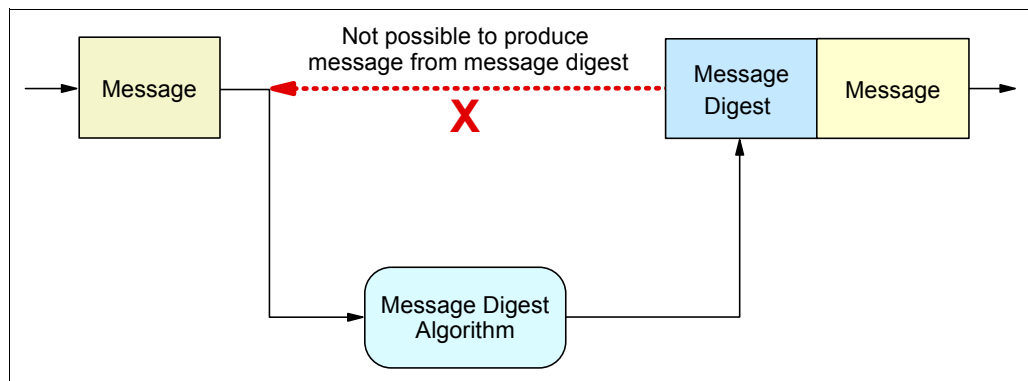 Not possible to produce
message from message digest
Message
X
Message
Digest
Message
Message Digest
Algorithm